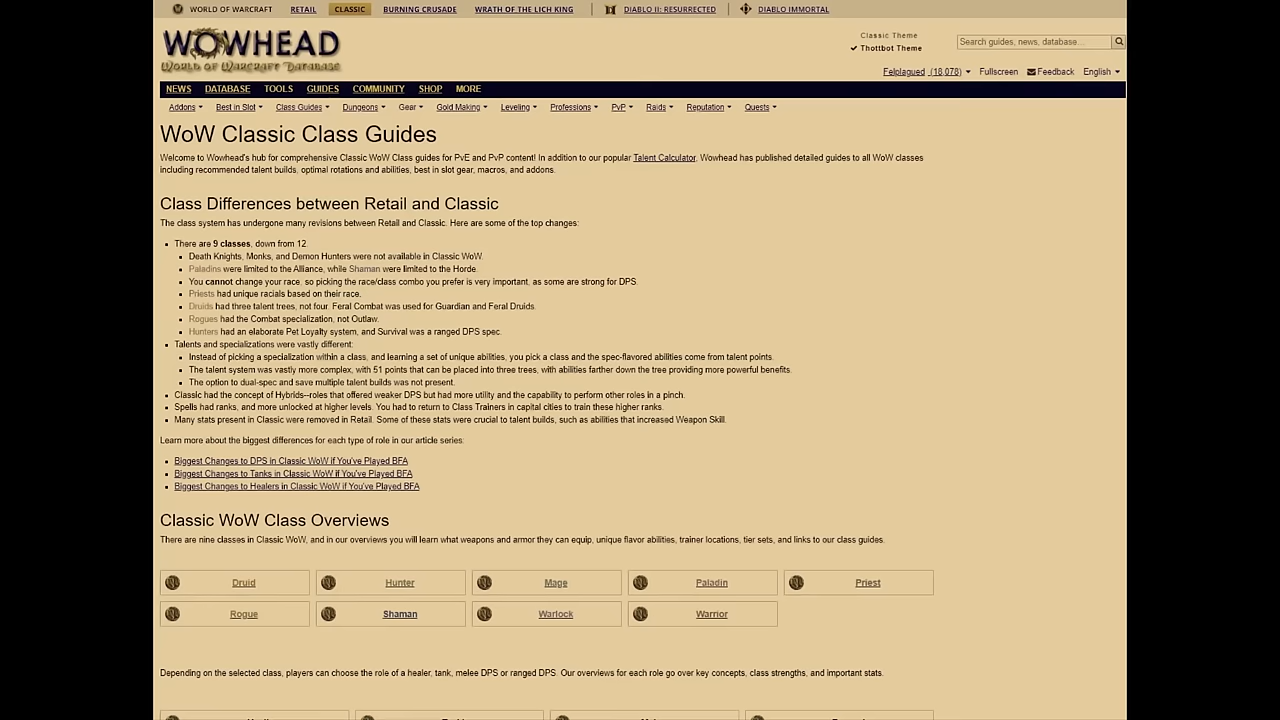 WORLD OF WARCRAFT RETAIL CLASSIC BURNING CRUSADE WRATH OF THE LICH KING DIABLO II: RESURRECTED DIABLO IMMORTAL
WOWHEAD
WORLD OF WARCRAFT DATABASE
Classic Theme
✔ Thottbot Theme
Search guides, news, database...
Felplagued (18,078) Fullscreen Feedback English
NEWS DATABASE TOOLS GUIDES COMMUNITY SHOP MORE
Addons Best in Slot Class Guides Dungeons Gear Gold Making Leveling Professions PvP Raids Reputation Quests
WoW Classic Class Guides
Welcome to Wowhead's hub for comprehensive Classic WoW Class guides for PvE and PvP content! In addition to our popular Talent Calculator, Wowhead has published detailed guides to all WoW classes
including recommended talent builds, optimal rotations and abilities, best in slot gear, macros, and addons.
Class Differences between Retail and Classic
The class system has undergone many revisions between Retail and Classic. Here are some of the top changes:
There are 9 classes, down from 12.
Death Knights, Monks, and Demon Hunters were not available in Classic WoW.
Paladins were limited to the Alliance, while Shaman were limited to the Horde.
You cannot change your race, so picking the race/class combo you prefer is very important, as some are strong for DPS.
Priests had unique racials based on their race.
Druids had three talent trees, not four. Feral Combat was used for Guardian and Feral Druids.
Rogues had the Combat specialization, not Outlaw.
Hunters had an elaborate Pet Loyalty system, and Survival was a ranged DPS spec.
Talents and specializations were vastly different:
Instead of picking a specialization within a class, and learning a set of unique abilities, you pick a class and the spec-flavored abilities come from talent points.
The talent system was vastly more complex, with 51 points that can be placed into three trees, with abilities farther down the tree providing more powerful benefits.
The option to dual-spec and save multiple talent builds was not present.
Classic had the concept of Hybrids--roles that offered weaker DPS but had more utility and the capability to perform other roles in a pinch.
Spells had ranks, and more unlocked at higher levels. You had to return to Class Trainers in capital cities to train these higher ranks.
Many stats present in Classic were removed in Retail. Some of these stats were crucial to talent builds, such as abilities that increased Weapon Skill.
Learn more about the biggest differences for each type of role in our article series:
Biggest Changes to DPS in Classic WoW if You've Played BFA
Biggest Changes to Tanks in Classic WoW if You've Played BFA
Biggest Changes to Healers in Classic WoW if You've Played BFA
Classic WoW Class Overviews
There are nine classes in Classic WoW, and in our overviews you will learn what weapons and armor they can equip, unique flavor abilities, trainer locations, tier sets, and links to our class guides.
Druid Hunter Mage Paladin Priest
Rogue Shaman Warlock Warrior
Depending on the selected class, players can choose the role of a healer, tank, melee DPS or ranged DPS. Our overviews for each role go over key concepts, class strengths, and important stats.